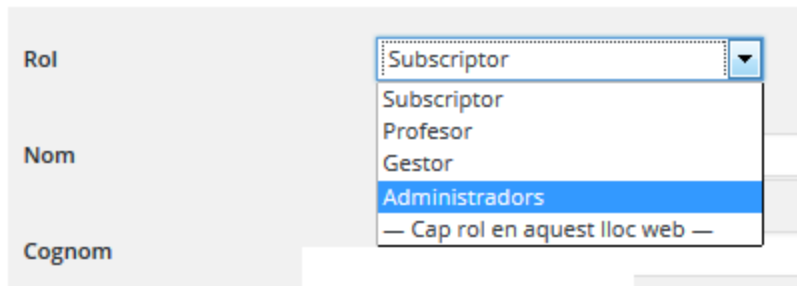 Rol
Subscriptor
Subscriptor
Profesor
Gestor
Nom
Administradors
— Cap rol en aquest lloc web —
Cognom